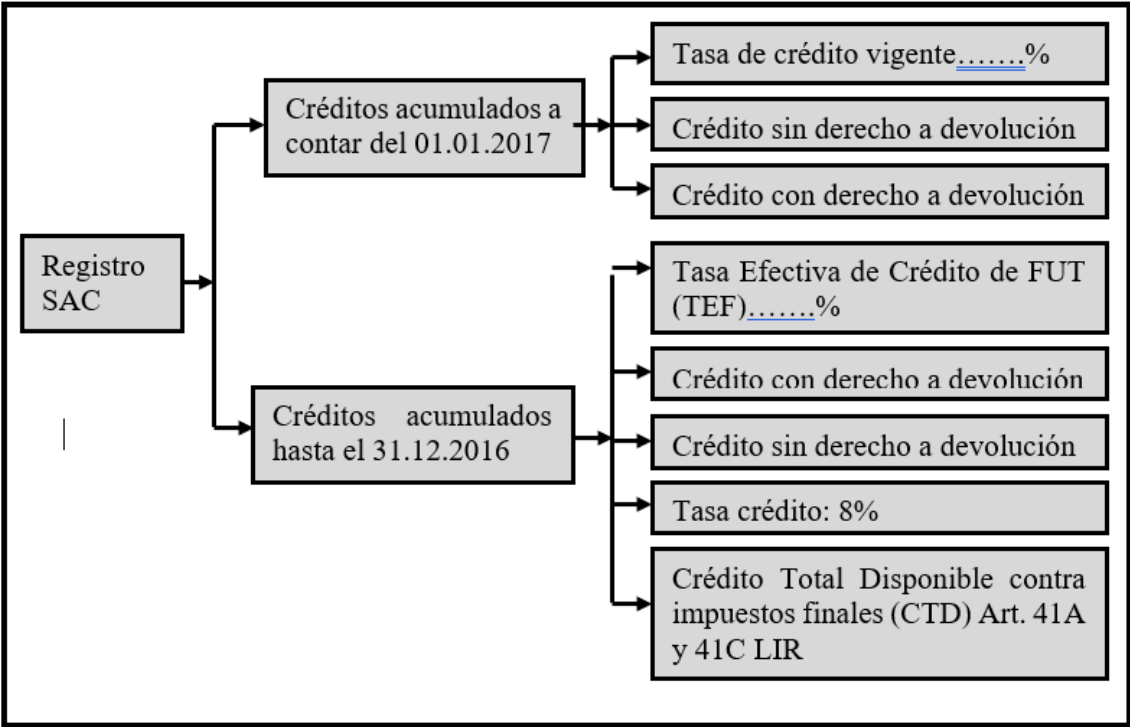 Registro
SAC
Créditos acumulados a
contar del 01.01.2017
Tasa de crédito vigente…….%
Crédito sin derecho a devolución
Crédito con derecho a devolución
Créditos acumulados
hasta el 31.12.2016
Tasa Efectiva de Crédito de FUT
(TEF)…….%
Crédito con derecho a devolución
Crédito sin derecho a devolución
Tasa crédito: 8%
Crédito Total Disponible contra
impuestos finales (CTD) Art. 41A
y 41C LIR